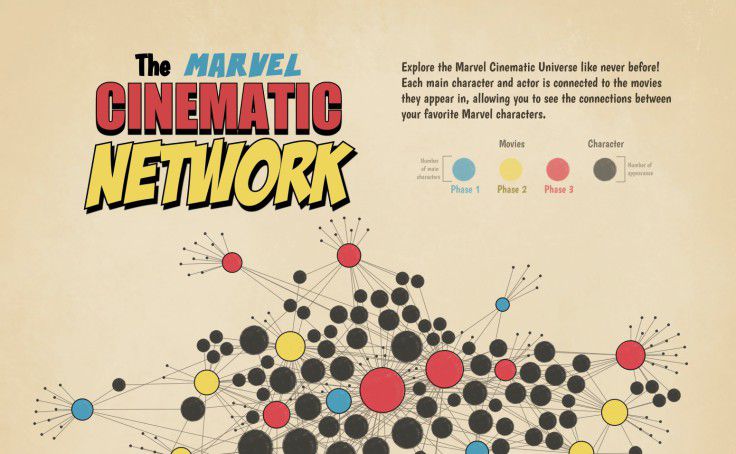 The MARVEL
CINEMATIC
NETWORK
Explore the Marvel Cinematic Universe like never before!
Each main character and actor is connected to the movies
they appear in, allowing you to see the connections between
your favorite Marvel characters.
Movies
Character
Number
of main
characters
Phase 1
Phase 2
Phase 3
Number of
appearance